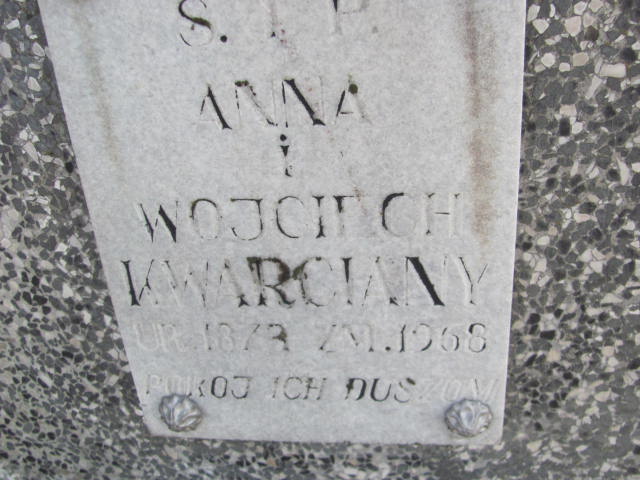 Ś. † P.
ANNA
i
WOJCIECH
KWARCIANY
UR. 1873 ZM. 1968
POKOJ ICH DUSZOM